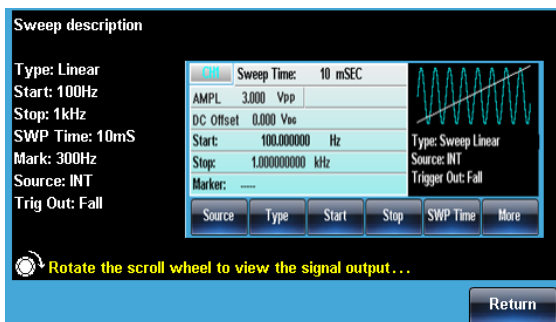 Sweep description
Type: Linear
Start: 100Hz
Stop: 1kHz
SWP Time: 10mS
Mark: 300Hz
Source: INT
Trig Out: Fall
CH1 Sweep Time: 10 mSEC
AMPL 3.000 Vpp
DC Offset 0.000 Vdc
Start: 100.000000 Hz
Stop: 1.000000000 kHz
Marker: -----
Type: Sweep Linear
Source: INT
Trigger Out: Fall
Source Type Start Stop SWP Time More
Rotate the scroll wheel to view the signal output...
Return